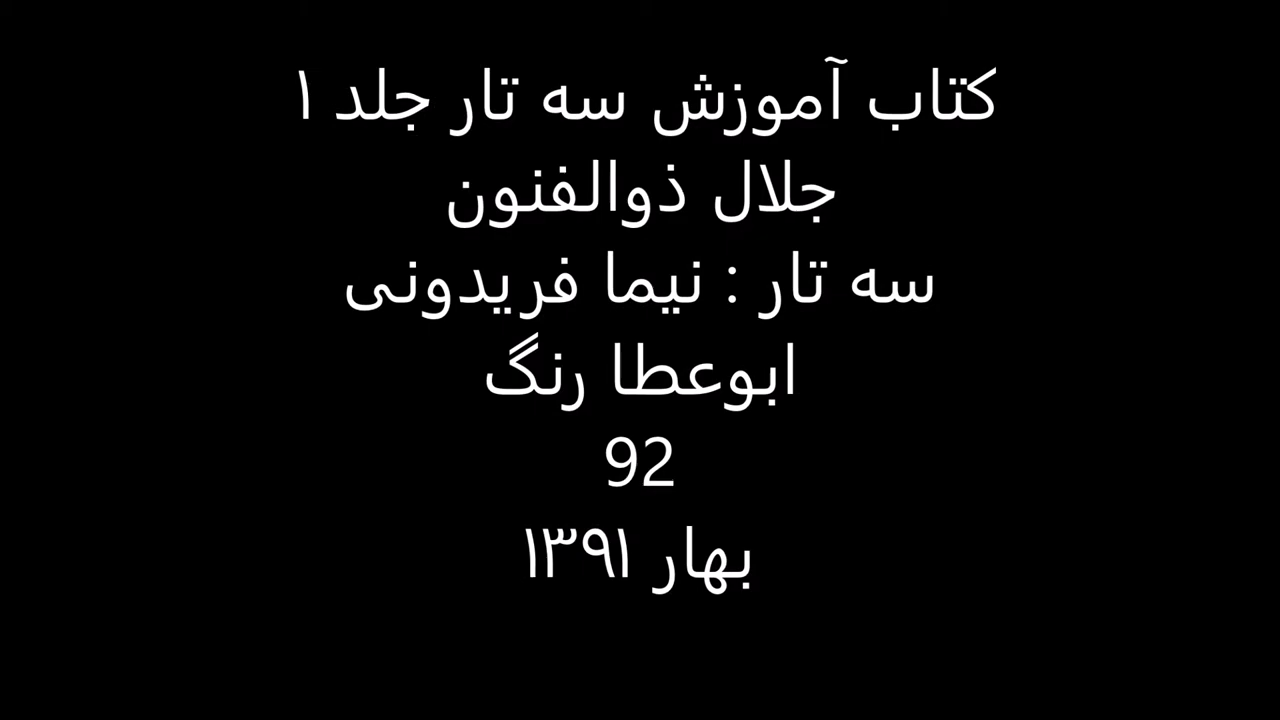 کتاب آموزش سه تار جلد ۱
جلال ذوالفنون
سه تار : نیما فریدونی
ابوعطا رنگ
92
بهار ۱۳۹۱